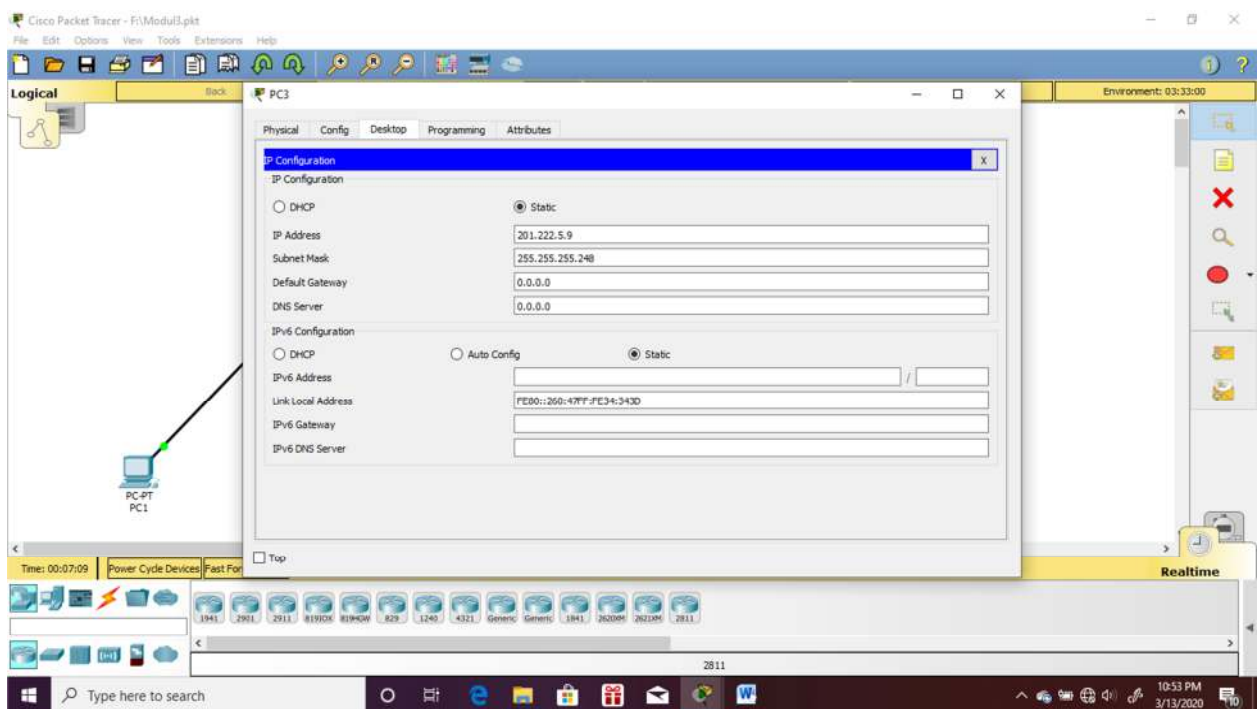 Cisco Packet Tracer - F:\Modul3.pkt
File Edit Options View Tools Extensions Help
Logical
Back
PC3
Environment: 03:33:00
Physical Config Desktop Programming Attributes
IP Configuration
X
IP Configuration
DHCP
Static
IP Address
201.222.5.9
Subnet Mask
255.255.255.248
Default Gateway
0.0.0.0
DNS Server
0.0.0.0
IPv6 Configuration
DHCP
Auto Config
Static
IPv6 Address
/
Link Local Address
FE80::260:47FF:FE34:343D
IPv6 Gateway
IPv6 DNS Server
PC-PT
PC1
Top
Time: 00:07:09
Power Cycle Devices
Fast For
Realtime
1941 2901 2911 819IOX 819HGW 829 1240 4321 Generic Generic 1841 2620XM 2621XM 2811
2811
Type here to search
10:53 PM
3/13/2020